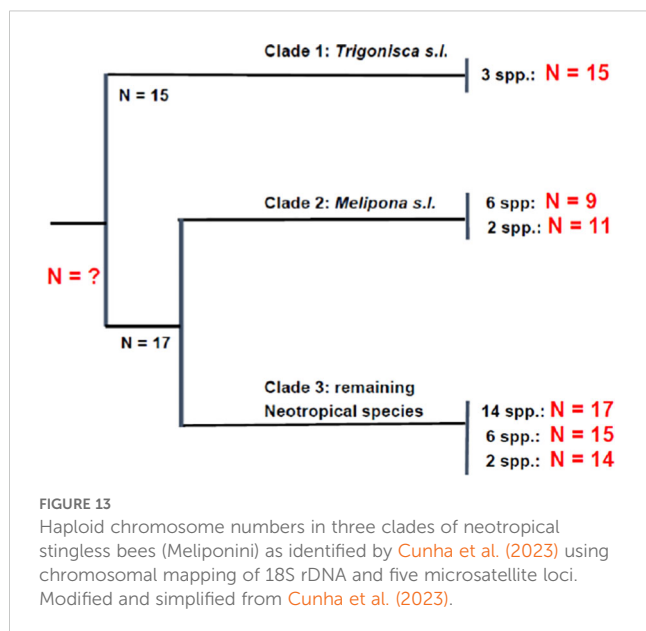 Clade 1: Trigonisca s.l.
3 spp.: N = 15
N = 15
Clade 2: Melipona s.l.
6 spp: N = 9
2 spp.: N = 11
N = ?
N = 17
Clade 3: remaining
Neotropical species
14 spp.: N = 17
6 spp.: N = 15
2 spp.: N = 14
FIGURE 13
Haploid chromosome numbers in three clades of neotropical
stingless bees (Meliponini) as identified by Cunha et al. (2023) using
chromosomal mapping of 18S rDNA and five microsatellite loci.
Modified and simplified from Cunha et al. (2023).